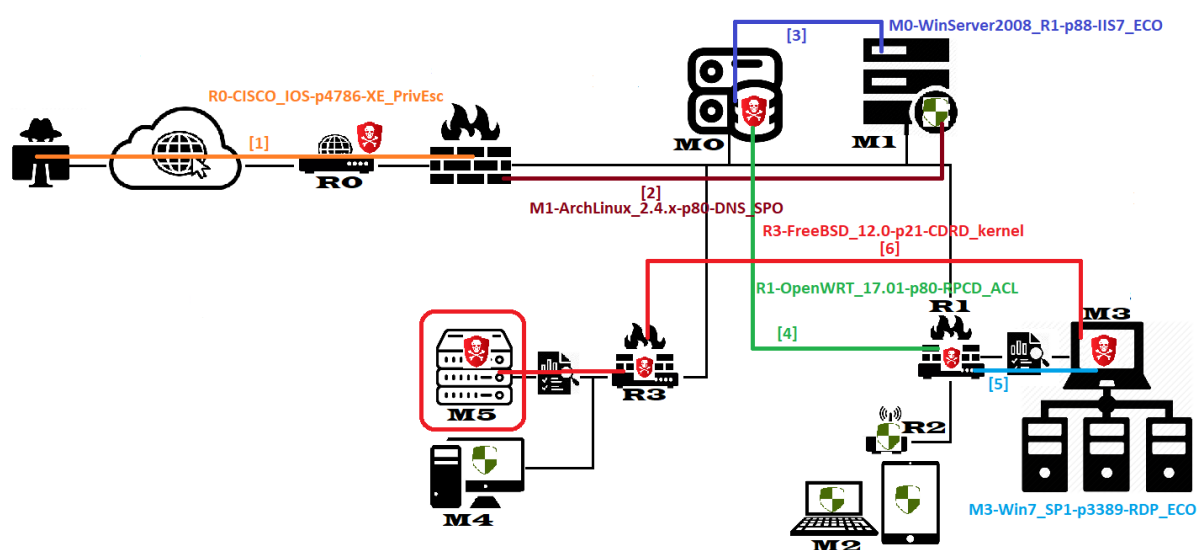 [3]
M0-WinServer2008_R1-p88-IIS7_ECO
R0-CISCO_IOS-p4786-XE_PrivEsc
[1]
R0
M0
M1
[2]
M1-ArchLinux_2.4.x-p80-DNS_SPO
R3-FreeBSD_12.0-p21-CDRD_kernel
[6]
R1-OpenWRT_17.01-p80-RPCD_ACL
R1
M3
[4]
[5]
R3
M5
R2
M4
M2
M3-Win7_SP1-p3389-RDP_ECO